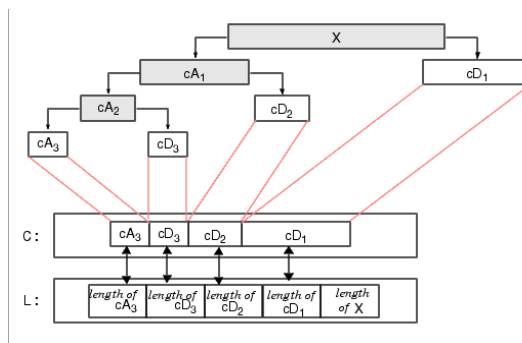 X
cA1
cD1
cA2
cD2
cA3
cD3
C:
cA3
cD3
cD2
cD1
L:
length of
cA3
length of
cD3
length of
cD2
length of
cD1
length
of X